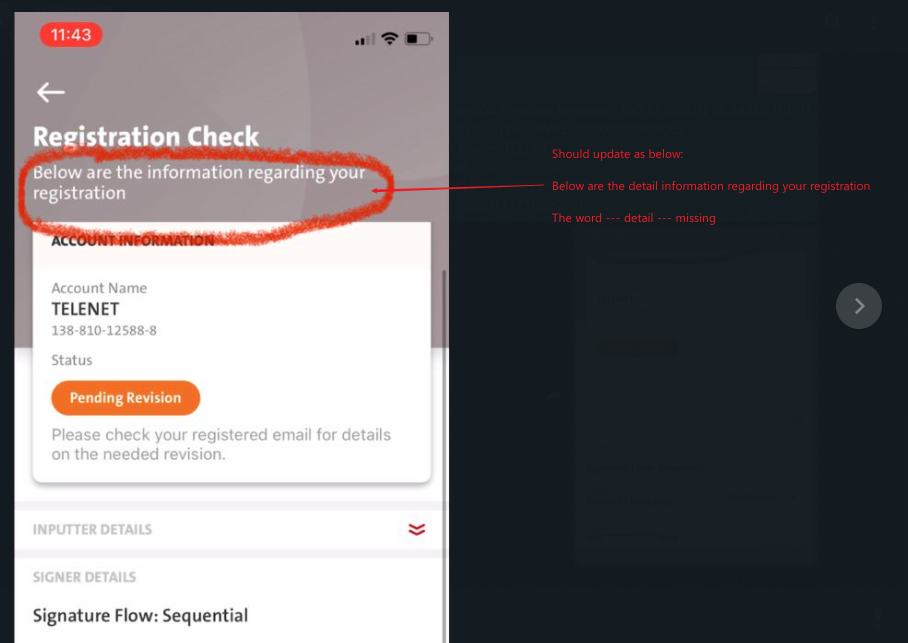 11:43
Registration Check
Below are the information regarding your
registration
Should update as below:
Below are the detail information regarding your registration
The word --- detail --- missing
ACCOUNT INFORMATION
Account Name
TELENET
138-810-12588-8
Status
Pending Revision
Please check your registered email for details
on the needed revision.
INPUTTER DETAILS
SIGNER DETAILS
Signature Flow: Sequential